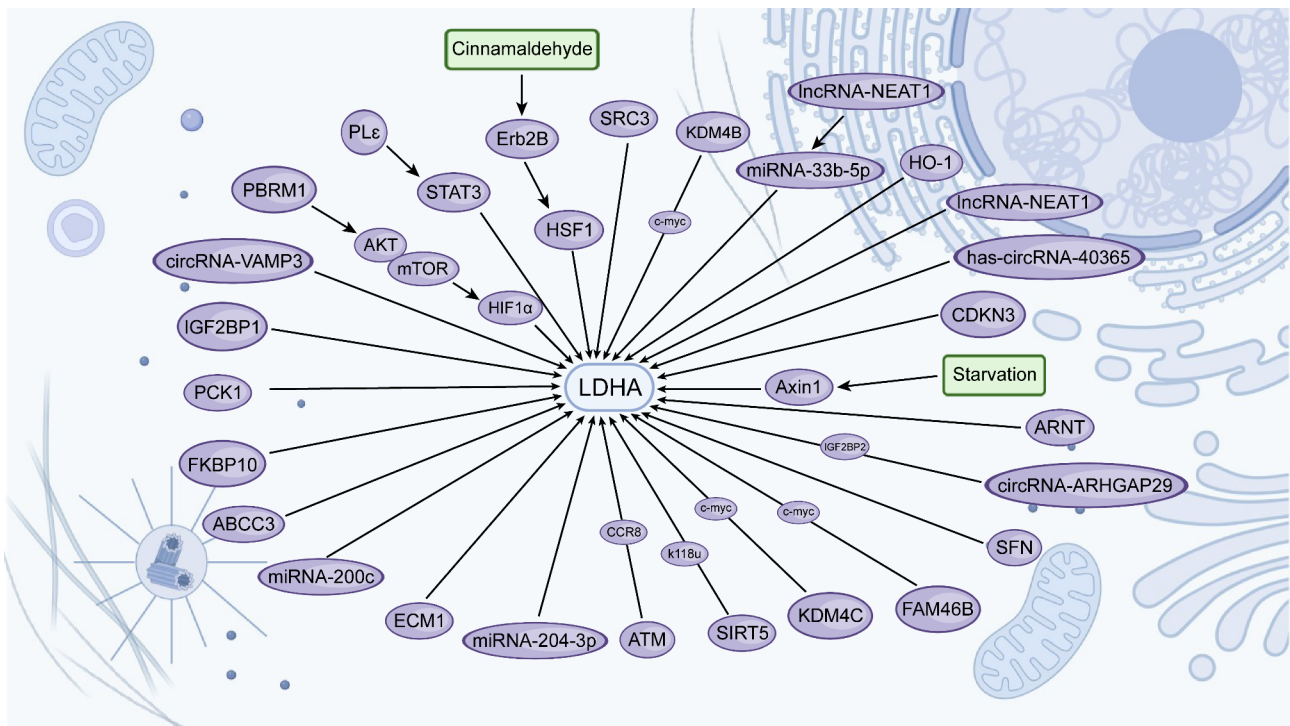 Cinnamaldehyde
lncRNA-NEAT1
SRC3
KDM4B
PLε
Erb2B
HO-1
miRNA-33b-5p
PBRM1
STAT3
lncRNA-NEAT1
c-myc
HSF1
AKT
circRNA-VAMP3
has-circRNA-40365
mTOR
HIF1α
CDKN3
IGF2BP1
Starvation
LDHA
Axin1
PCK1
ARNT
IGF2BP2
FKBP10
circRNA-ARHGAP29
c-myc
c-myc
ABCC3
CCR8
SFN
k118u
miRNA-200c
FAM46B
KDM4C
ECM1
SIRT5
miRNA-204-3p
ATM